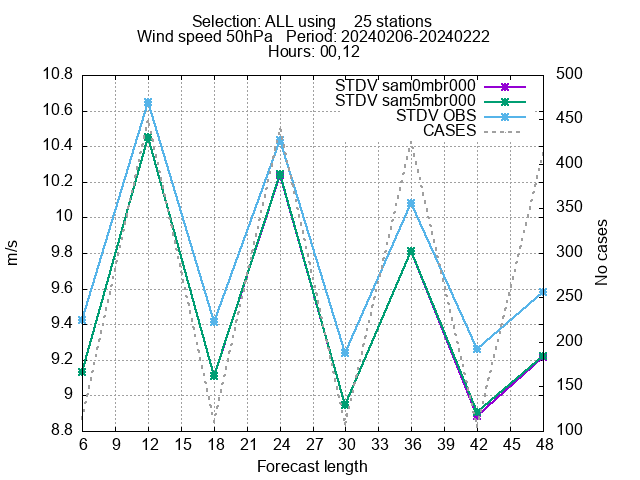 Selection: ALL using    25 stations
Wind speed 50hPa   Period: 20240206-20240222
Hours: 00,12
STDV sam0mbr000
STDV sam5mbr000
STDV OBS
CASES
10.8
10.6
10.4
10.2
10
9.8
9.6
9.4
9.2
9
8.8
m/s
500
450
400
350
300
250
200
150
100
No cases
6 9 12 15 18 21 24 27 30 33 36 39 42 45 48
Forecast length